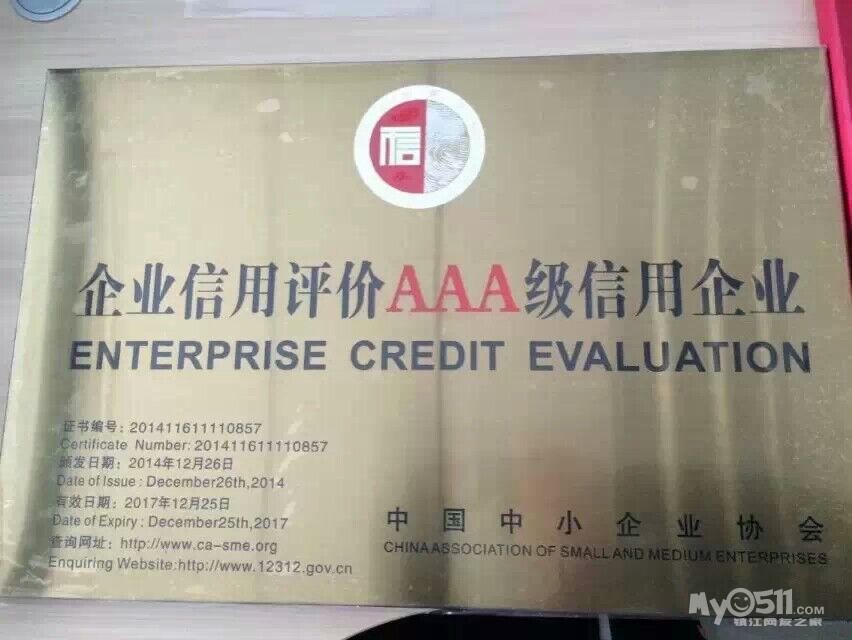 信
企业信用评价AAA级信用企业
ENTERPRISE CREDIT EVALUATION
证书编号：201411611110857
Certificate Number: 201411611110857
颁发日期：2014年12月26日
Date of Issue : December26th,2014
有效日期：2017年12月25日
Date of Expiry : December25th,2017
查询网址：http://www.ca-sme.org
Enquiring Website:http://www.12312.gov.cn
中国中小企业协会
CHINA ASSOCIATION OF SMALL AND MEDIUM ENTERPRISES
My0511.com
镇江网友之家